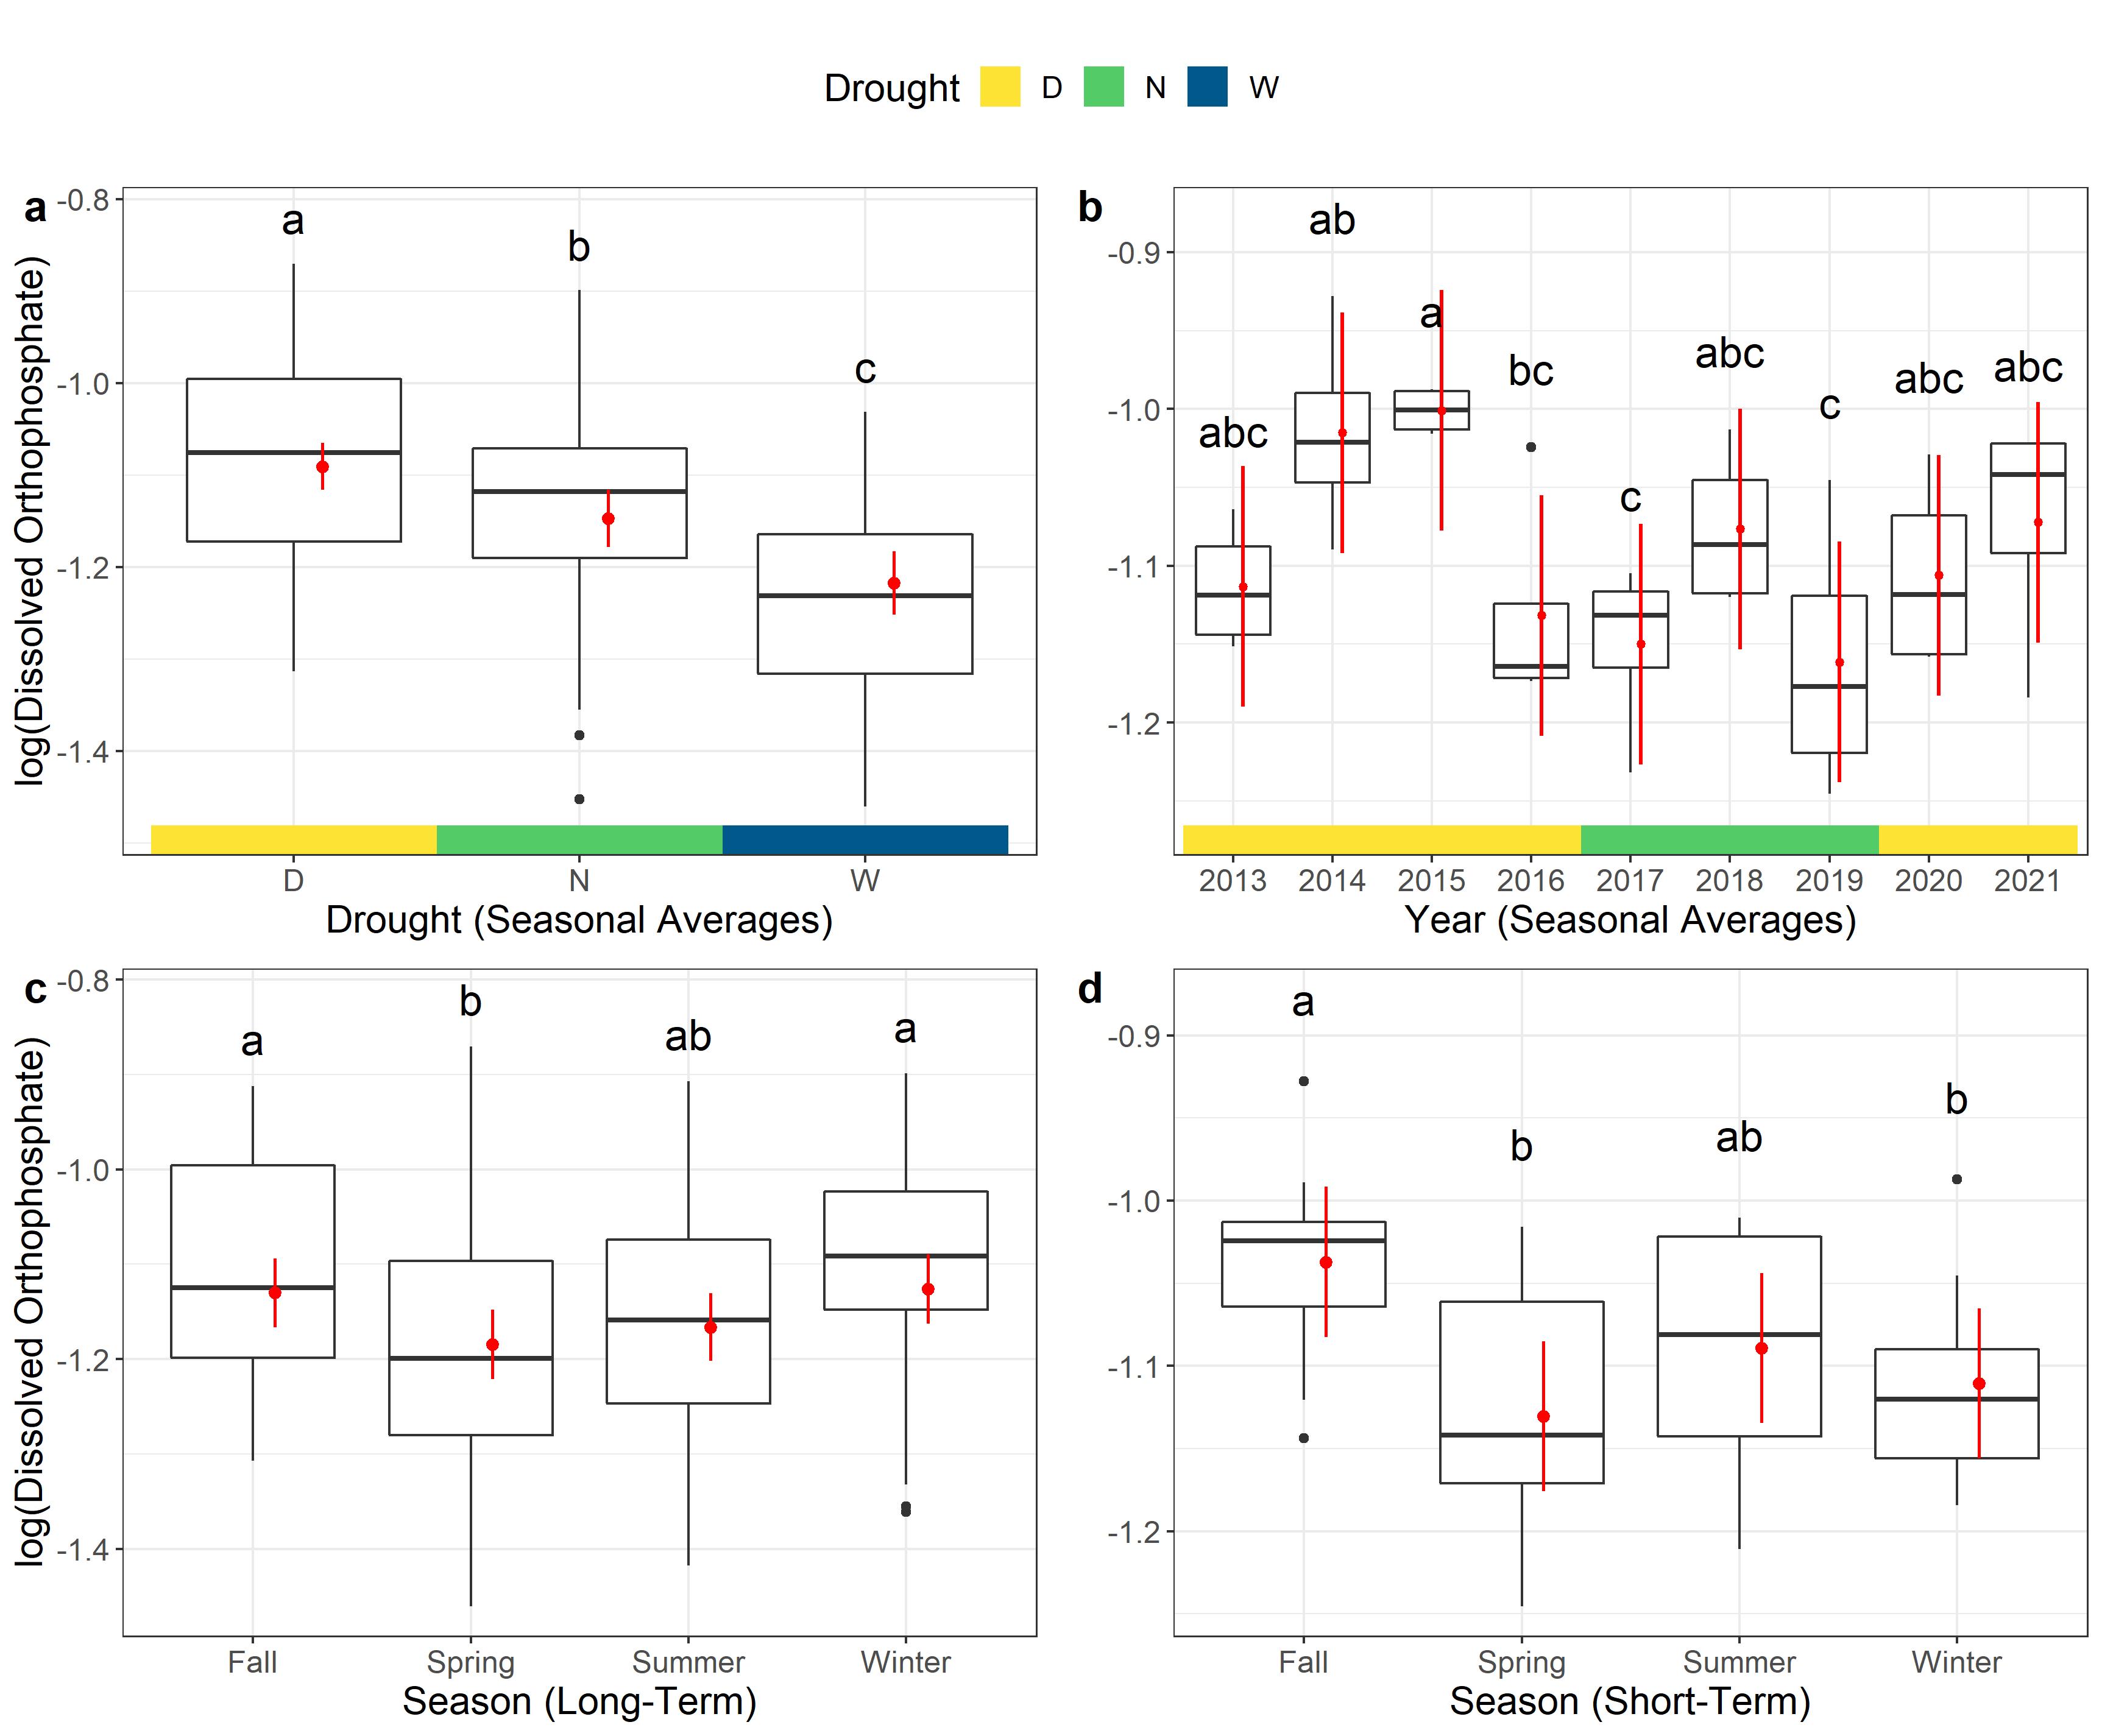 Drought D N W
a
log(Dissolved Orthophosphate)
-0.8
-1.0
-1.2
-1.4
a
b
c
D N W
Drought (Seasonal Averages)
b
-0.9
-1.0
-1.1
-1.2
abc
ab
a
bc
c
abc
c
abc
abc
2013 2014 2015 2016 2017 2018 2019 2020 2021
Year (Seasonal Averages)
c
log(Dissolved Orthophosphate)
-0.8
-1.0
-1.2
-1.4
a
b
ab
a
Fall Spring Summer Winter
Season (Long-Term)
d
-0.9
-1.0
-1.1
-1.2
a
b
ab
b
Fall Spring Summer Winter
Season (Short-Term)